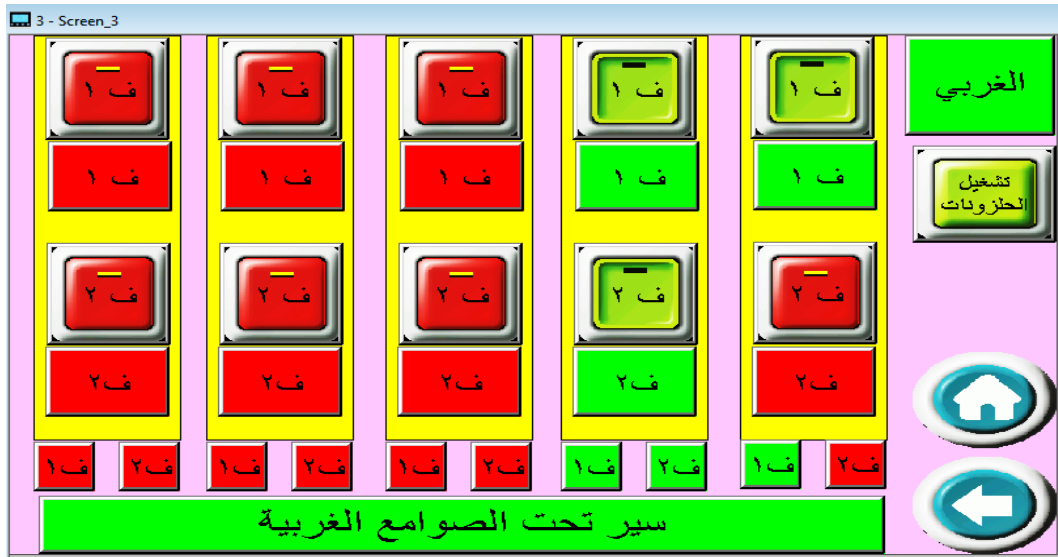 3 - Screen_3
الغربي
ف ١ ف ١ ف ١ ف ١ ف ١
تشغيل
الحلزونات
ف ١ ف ١ ف ١ ف ١ ف ١
ف ٢ ف ٢ ف ٢ ف ٢ ف ٢
ف٢ ف٢ ف٢ ف٢ ف٢
ف٢ ف١ ف٢ ف١ ف٢ ف١ ف٢ ف١ ف٢ ف١
سير تحت الصوامع الغربية